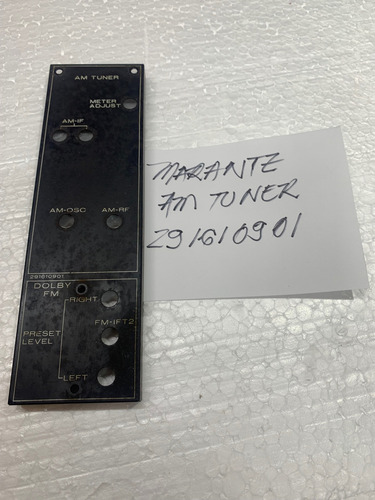 AM TUNER
METER
ADJUST
AM-IF
AM-OSC AM-RF
291610901
DOLBY
FM
RIGHT
FM-IFT2
PRESET
LEVEL
LEFT
MARANTZ
AM TUNER
291610901